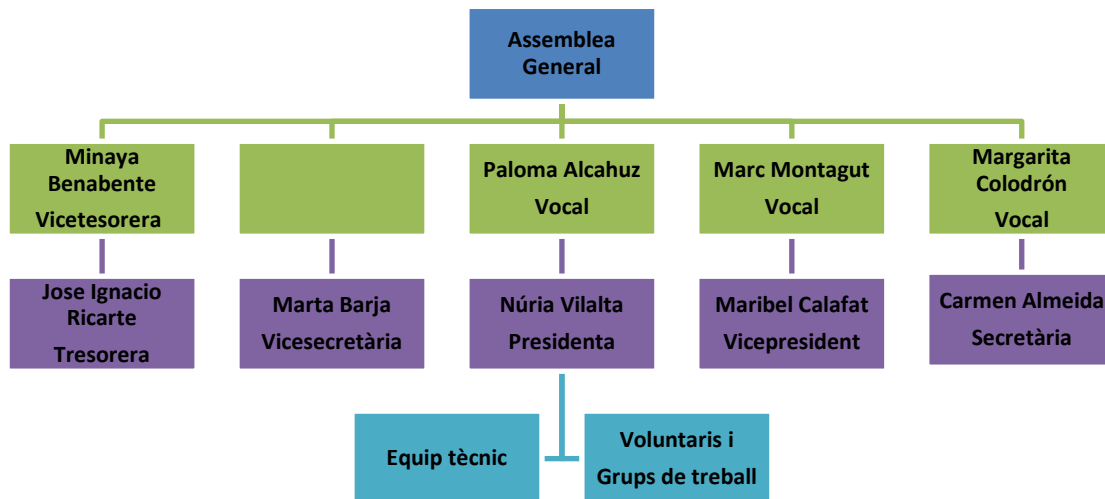 Assemblea
General
Minaya
Benabente
Vicetesorera
Paloma Alcahuz
Vocal
Marc Montagut
Vocal
Margarita
Colodrón
Vocal
Jose Ignacio
Ricarte
Tresorera
Marta Barja
Vicesecretària
Núria Vilalta
Presidenta
Maribel Calafat
Vicepresident
Carmen Almeida
Secretària
Equip tècnic
Voluntaris i
Grups de treball